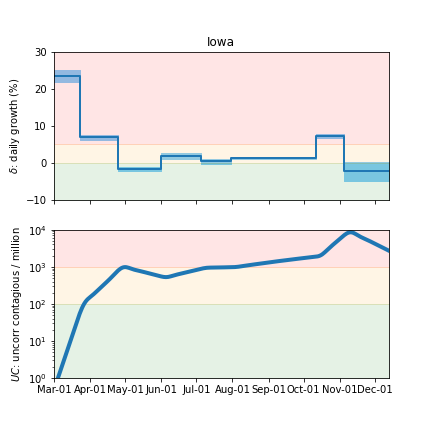 Iowa
δ: daily growth (%)
30
20
10
0
−10
UC: uncorr contagious / million
10⁴
10³
10²
10¹
10⁰
Mar-01 Apr-01 May-01 Jun-01 Jul-01 Aug-01 Sep-01 Oct-01 Nov-01 Dec-01